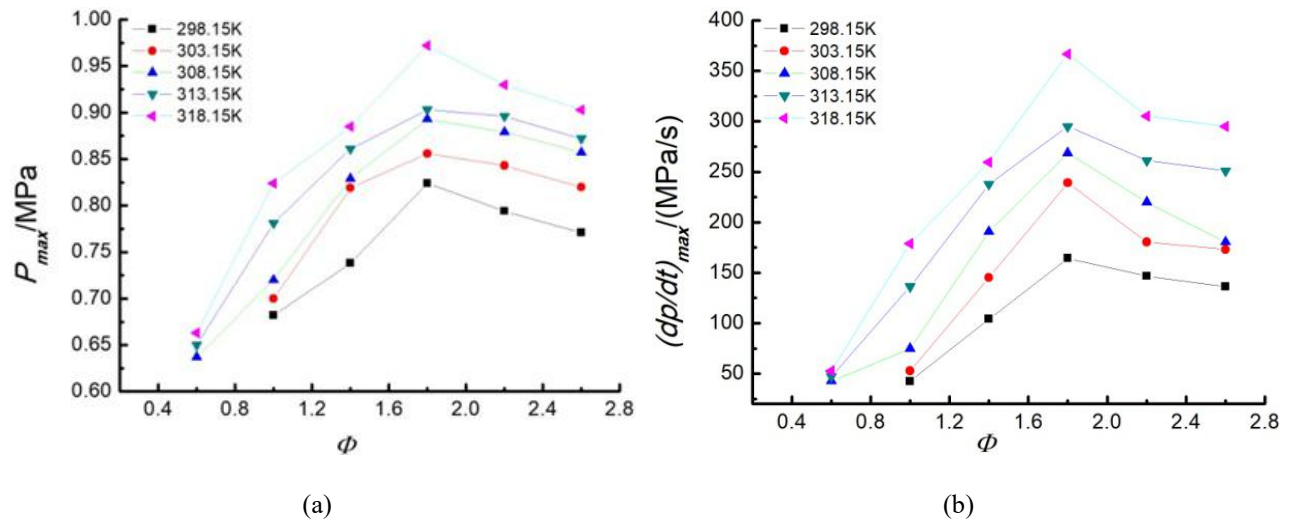 1.00
0.95
0.90
0.85
0.80
0.75
0.70
0.65
0.60
P_max/MPa
298.15K
303.15K
308.15K
313.15K
318.15K
0.4 0.8 1.2 1.6 2.0 2.4 2.8
Φ
(a)
400
350
300
250
200
150
100
50
(dp/dt)_max/(MPa/s)
298.15K
303.15K
308.15K
313.15K
318.15K
0.4 0.8 1.2 1.6 2.0 2.4 2.8
Φ
(b)